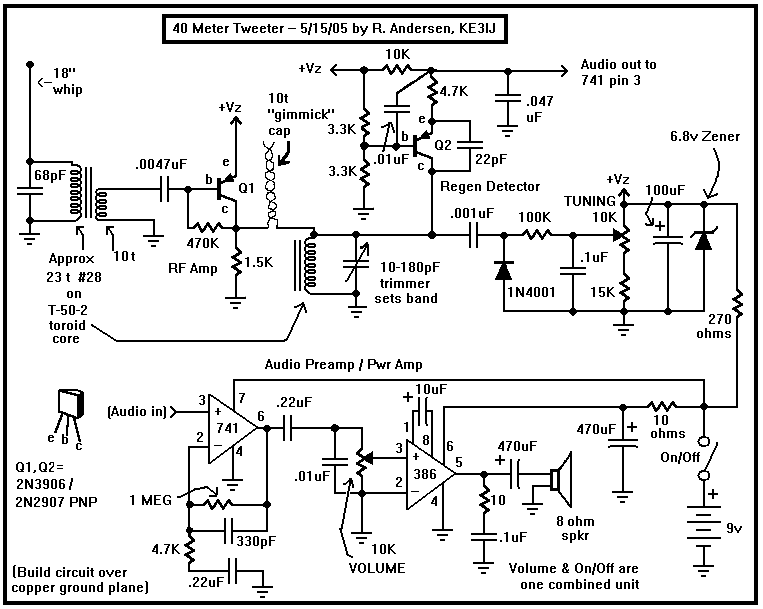 40 Meter Tweeter – 5/15/05 by R. Andersen, KE3IJ
18"
whip
68pF
Approx
23 t #28
on
T-50-2
toroid
core
10t
.0047uF
+Vz
e
b
Q1
c
470K
RF Amp
1.5K
10t
"gimmick"
cap
+Vz
10K
4.7K
3.3K
3.3K
.01uF
e
b
Q2
c
22pF
.047
uF
Audio out to
741 pin 3
Regen Detector
10-180pF
trimmer
sets band
.001uF
100K
1N4001
.1uF
TUNING
+Vz
10K
15K
100uF
+
6.8v Zener
270
ohms
Audio Preamp / Pwr Amp
e
b
c
Q1,Q2=
2N3906 /
2N2907 PNP
(Audio in)
3
+
7
741
6
2
–
4
1 MEG
330pF
4.7K
.22uF
(Build circuit over
copper ground plane)
.22uF
.01uF
10K
VOLUME
+
10uF
1
8
6
3
+
386
5
2
–
4
+
470uF
10
.1uF
8 ohm
spkr
+
470uF
10
ohms
On/Off
+
9v
Volume & On/Off are
one combined unit